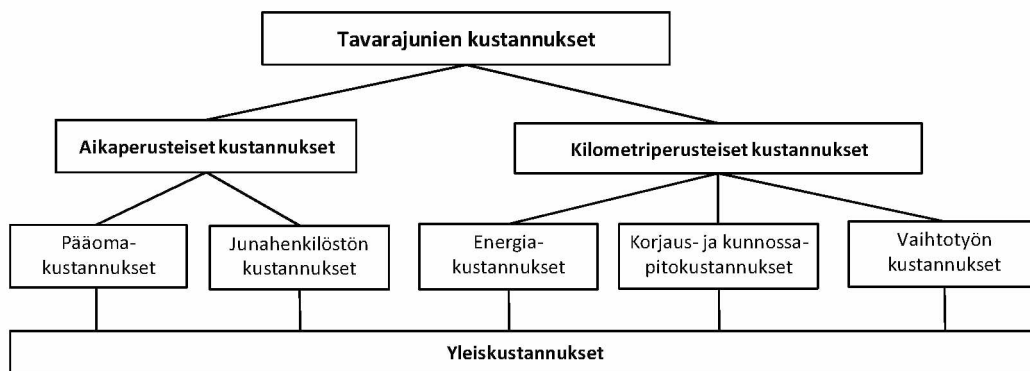 Tavarajunien kustannukset
Aikaperusteiset kustannukset
Kilometriperusteiset kustannukset
Pääoma-
kustannukset
Junahenkilöstön
kustannukset
Energia-
kustannukset
Korjaus- ja kunnossa-
pitokustannukset
Vaihtotyön
kustannukset
Yleiskustannukset